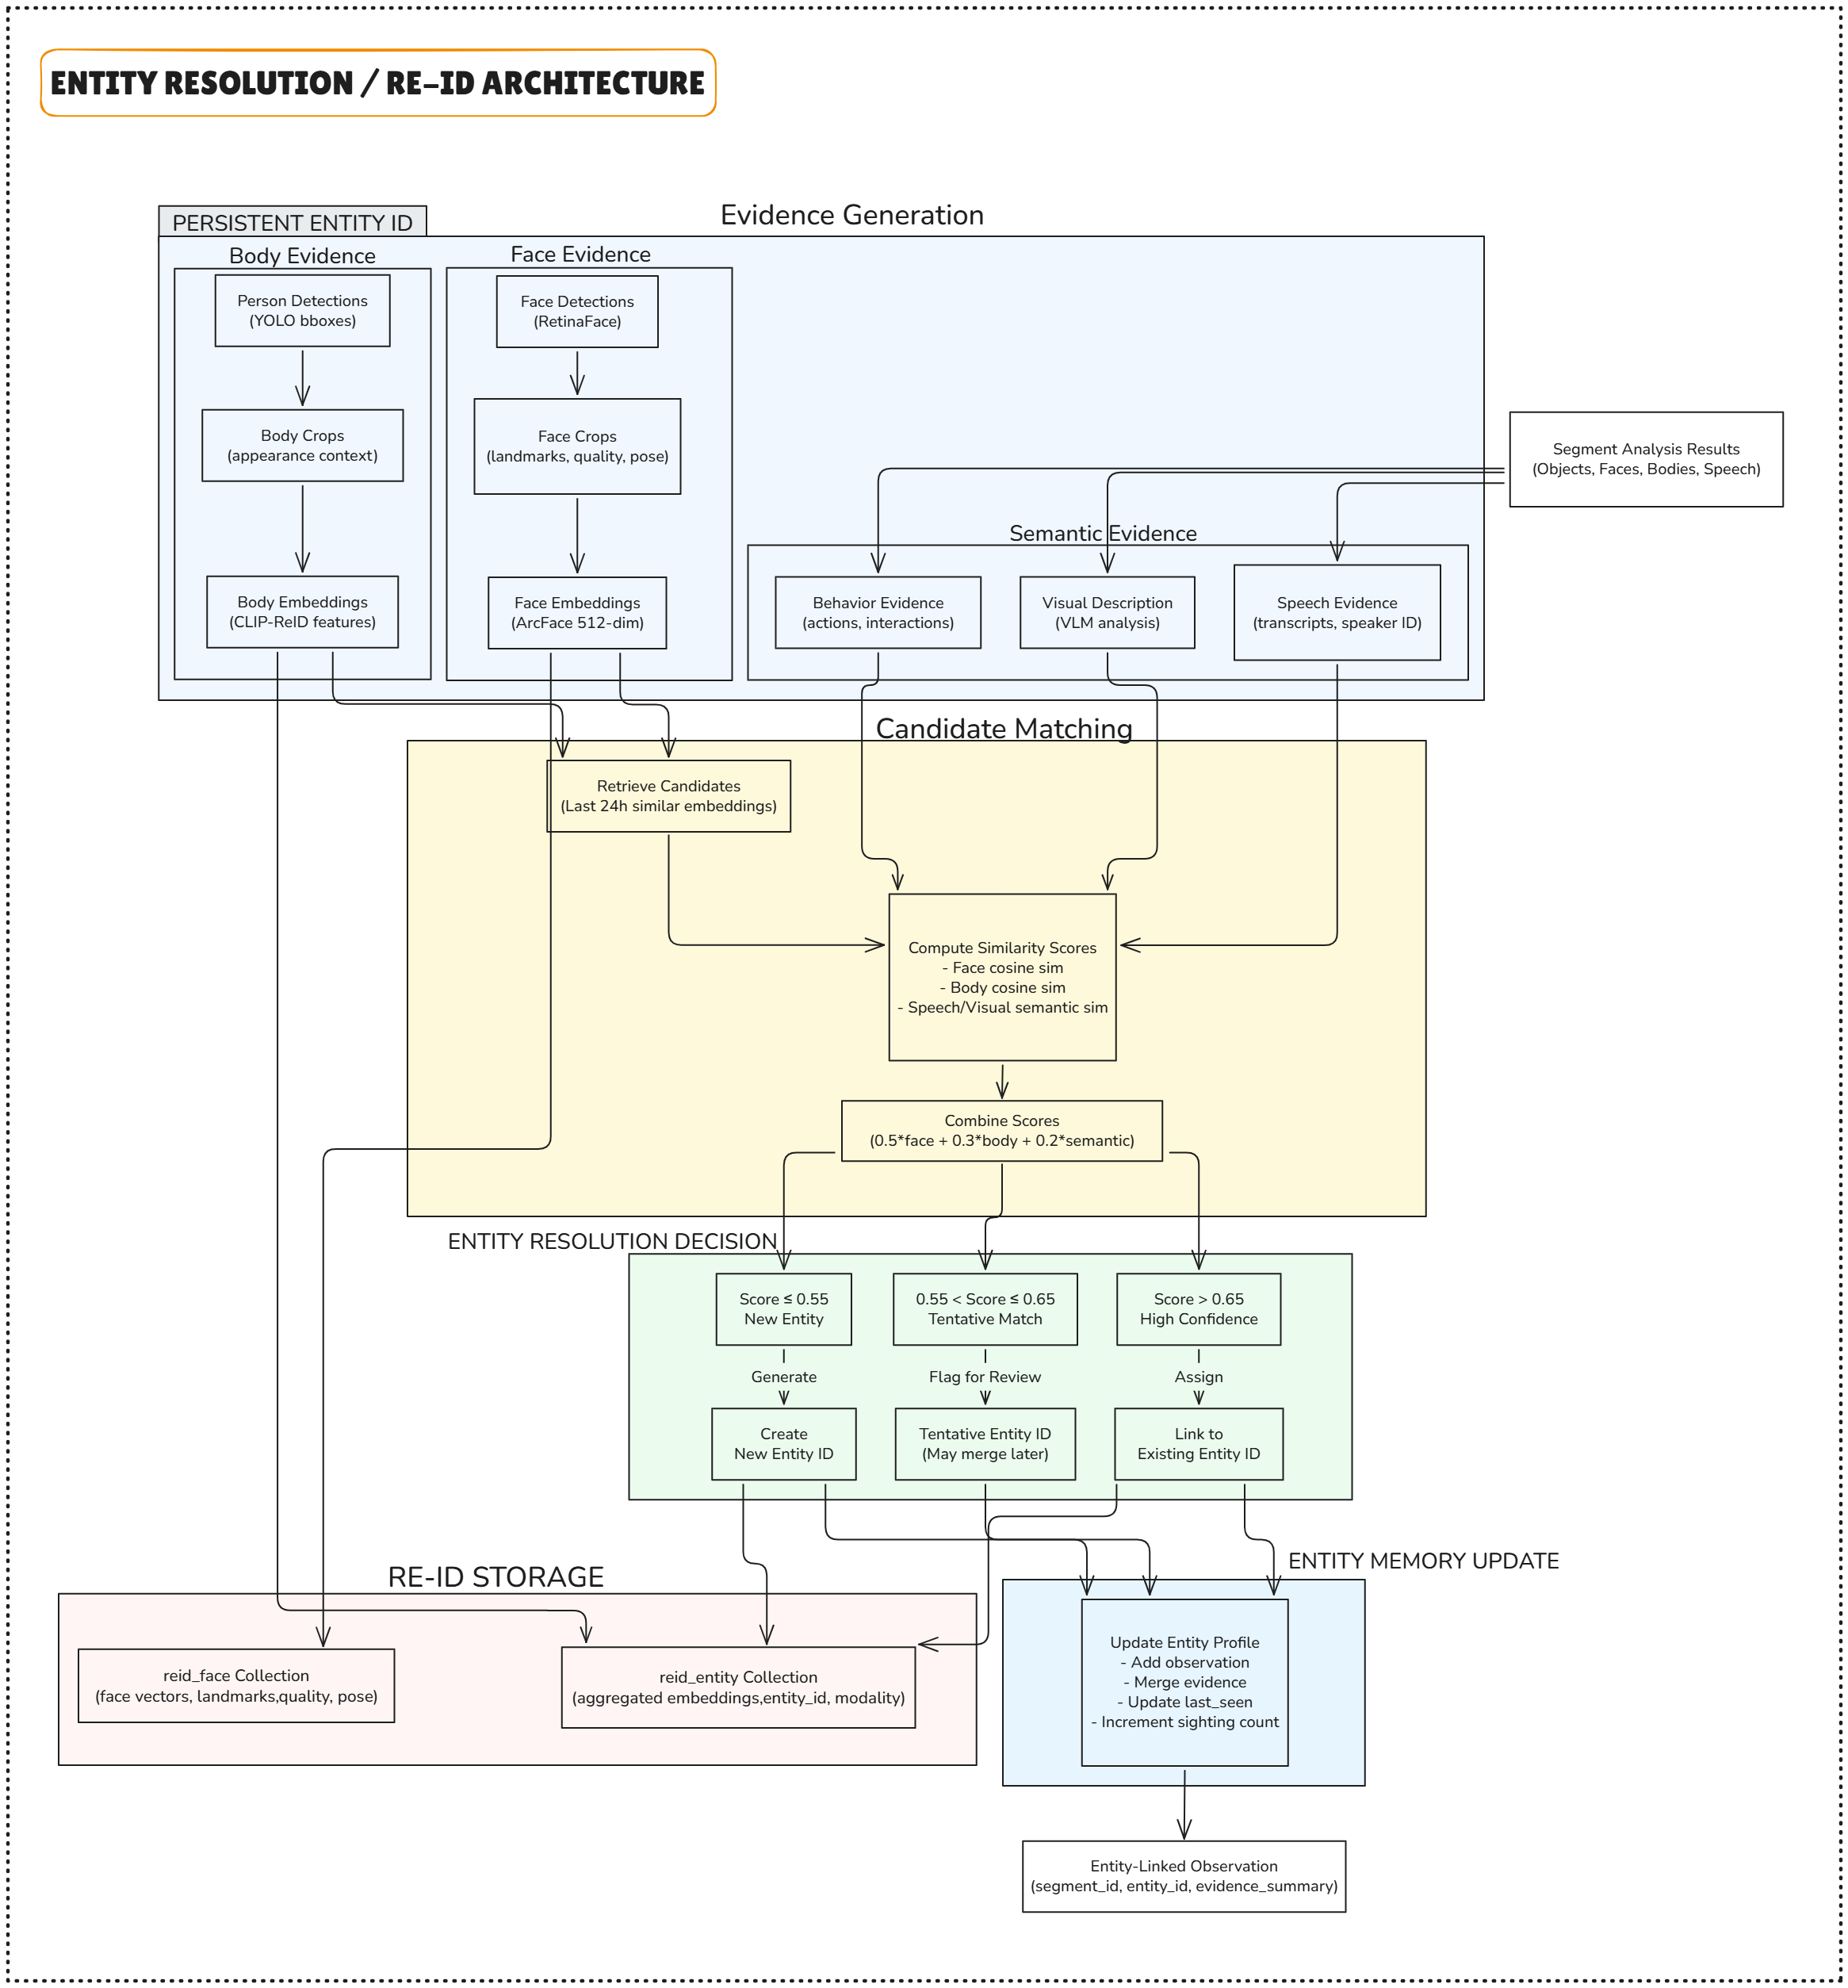 ENTITY RESOLUTION / RE-ID ARCHITECTURE
PERSISTENT ENTITY ID
Evidence Generation
Body Evidence
Person Detections
(YOLO bboxes)
Body Crops
(appearance context)
Body Embeddings
(CLIP-ReID features)
Face Evidence
Face Detections
(RetinaFace)
Face Crops
(landmarks, quality, pose)
Face Embeddings
(ArcFace 512-dim)
Segment Analysis Results
(Objects, Faces, Bodies, Speech)
Semantic Evidence
Behavior Evidence
(actions, interactions)
Visual Description
(VLM analysis)
Speech Evidence
(transcripts, speaker ID)
Candidate Matching
Retrieve Candidates
(Last 24h similar embeddings)
Compute Similarity Scores
- Face cosine sim
- Body cosine sim
- Speech/Visual semantic sim
Combine Scores
(0.5*face + 0.3*body + 0.2*semantic)
ENTITY RESOLUTION DECISION
Score ≤ 0.55
New Entity
Generate
Create
New Entity ID
0.55 < Score ≤ 0.65
Tentative Match
Flag for Review
Tentative Entity ID
(May merge later)
Score > 0.65
High Confidence
Assign
Link to
Existing Entity ID
RE-ID STORAGE
reid_face Collection
(face vectors, landmarks,quality, pose)
reid_entity Collection
(aggregated embeddings,entity_id, modality)
ENTITY MEMORY UPDATE
Update Entity Profile
- Add observation
- Merge evidence
- Update last_seen
- Increment sighting count
Entity-Linked Observation
(segment_id, entity_id, evidence_summary)